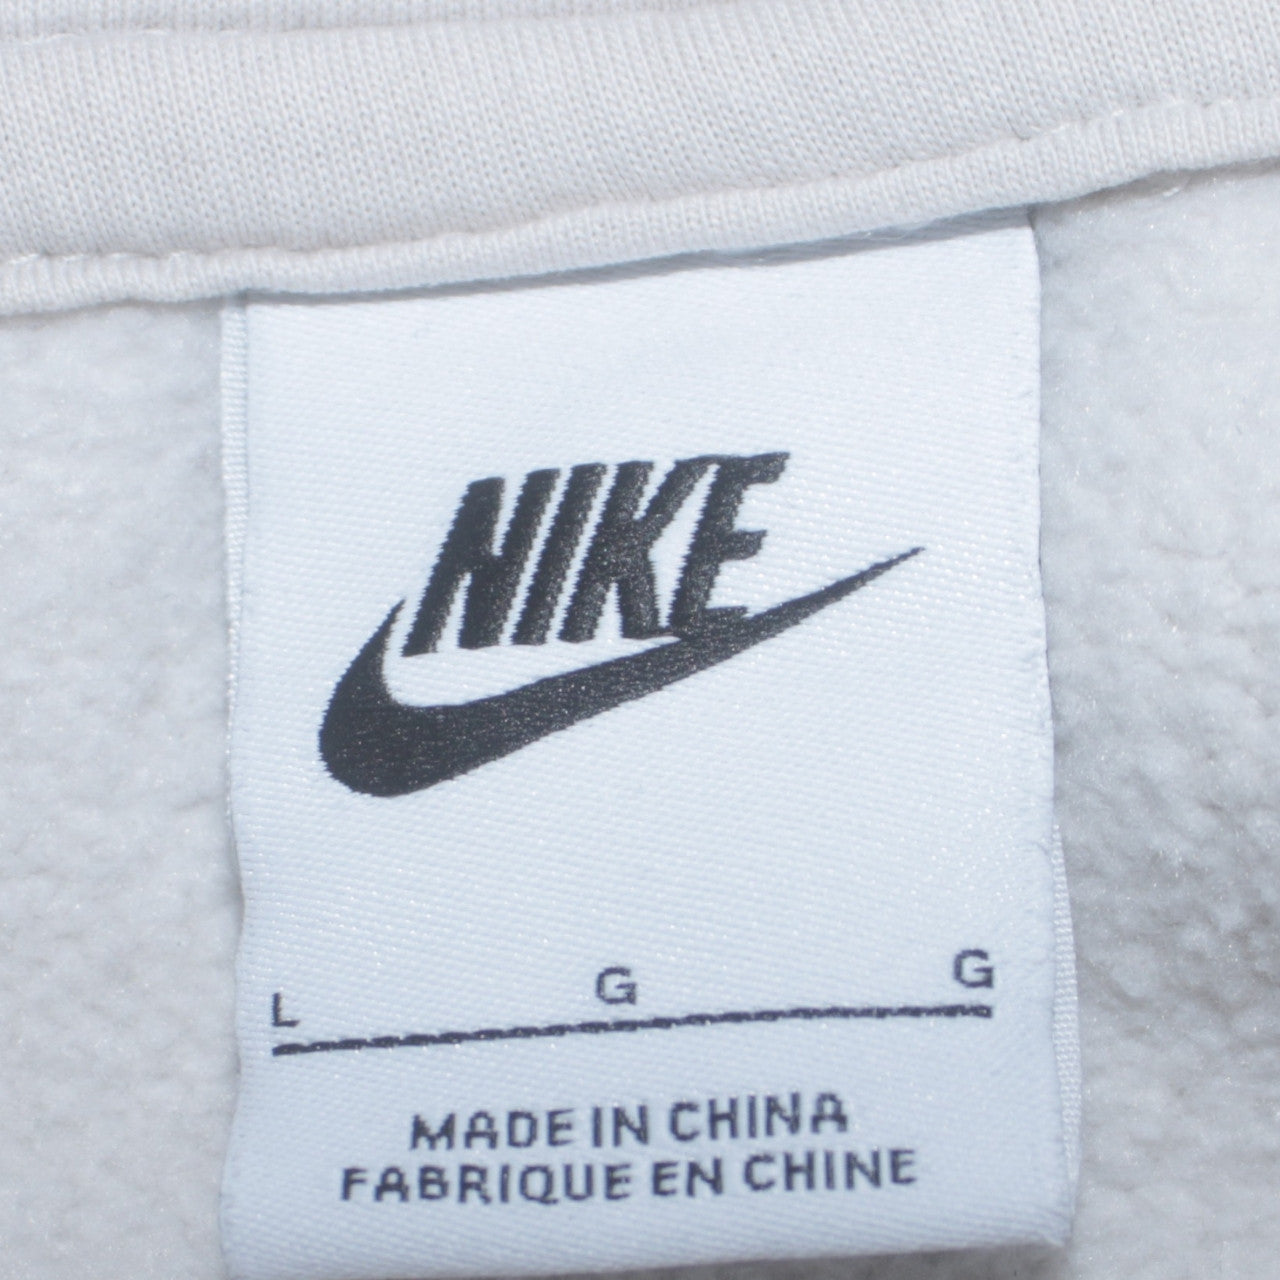 NIKE
L G G
MADE IN CHINA
FABRIQUE EN CHINE